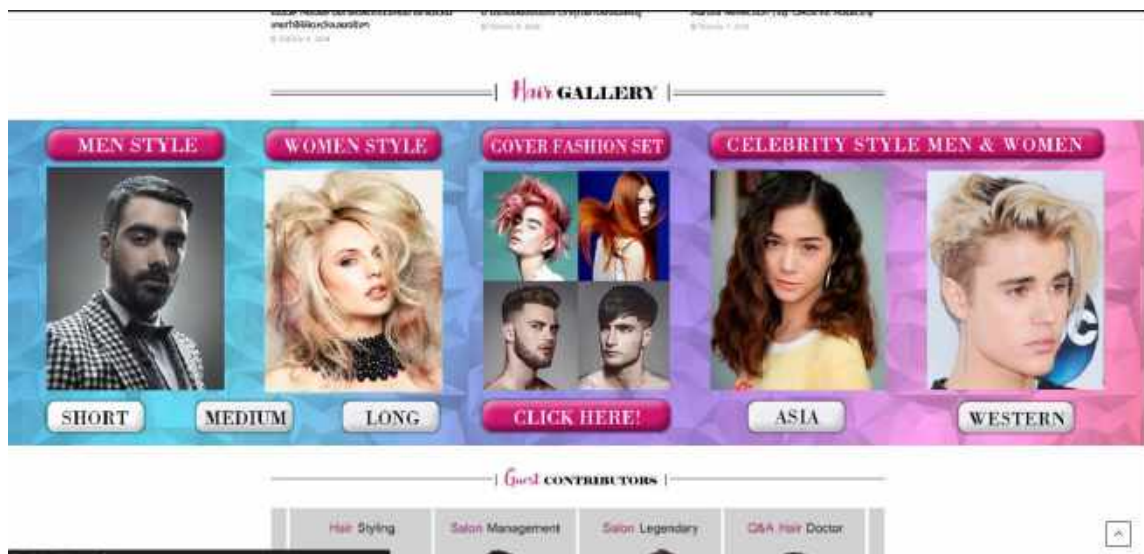 Hair GALLERY
MEN STYLE
WOMEN STYLE
COVER FASHION SET
CELEBRITY STYLE MEN & WOMEN
SHORT
MEDIUM
LONG
CLICK HERE!
ASIA
WESTERN
Guest CONTRIBUTORS
Hair Styling
Salon Management
Salon Legendary
Q&A Hair Doctor